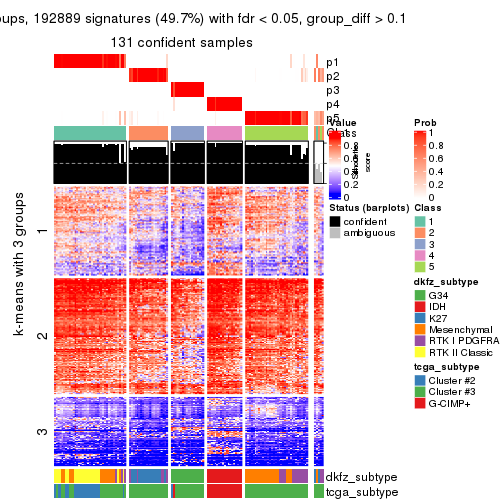 oups, 192889 signatures (49.7%) with fdr < 0.05, group_diff > 0.1
131 confident samples
p1
p2
p3
p4
p5
Class
Silhouette
score
k-means with 3 groups
1
2
3
dkfz_subtype
tcga_subtype
Value
1
0.8
0.6
0.4
0.2
0
Status (barplots)
confident
ambiguous
Prob
1
0.8
0.6
0.4
0.2
0
Class
1
2
3
4
5
dkfz_subtype
G34
IDH
K27
Mesenchymal
RTK I PDGFRA
RTK II Classic
tcga_subtype
Cluster #2
Cluster #3
G-CIMP+